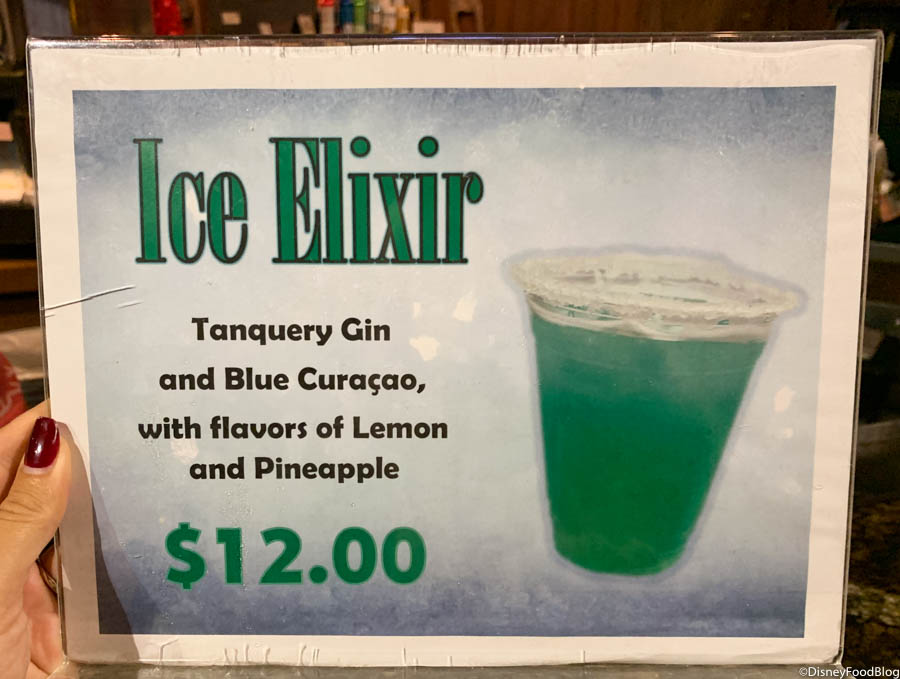 Ice Elixir
Tanquery Gin
and Blue Curaçao,
with flavors of Lemon
and Pineapple
$12.00
©DisneyFoodBlog